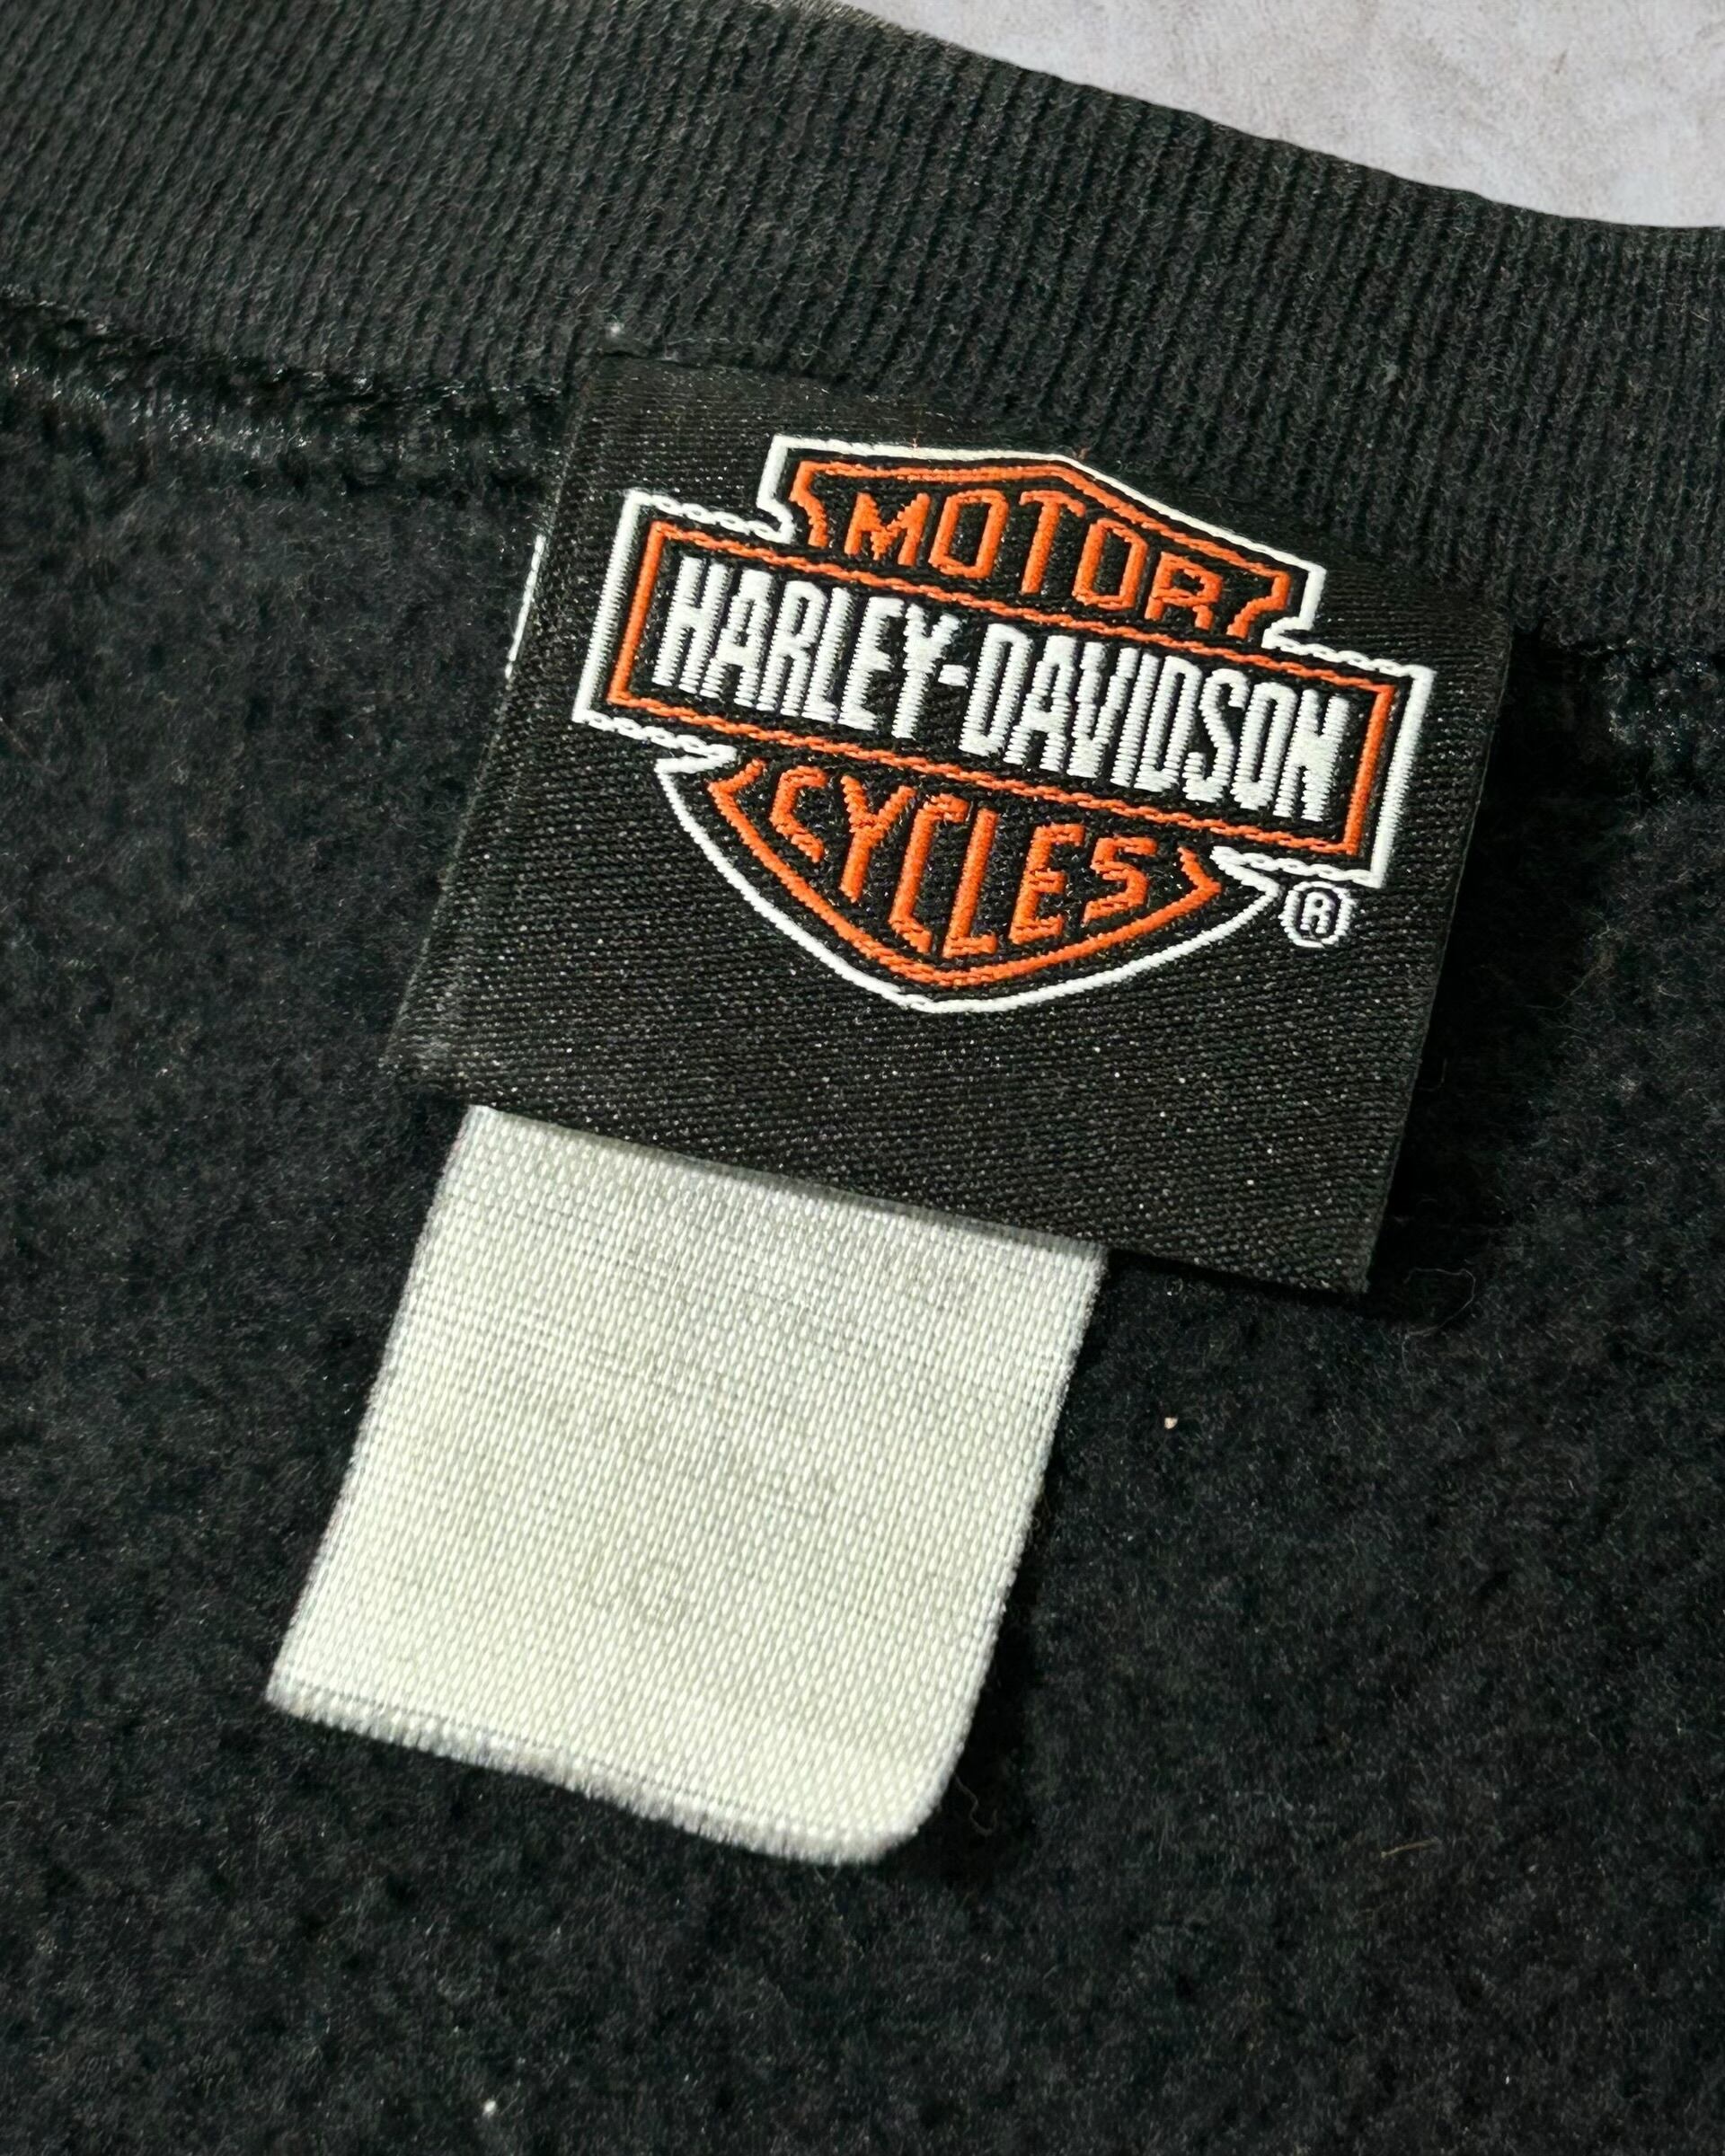 MOTOR
HARLEY-DAVIDSON
CYCLES
®